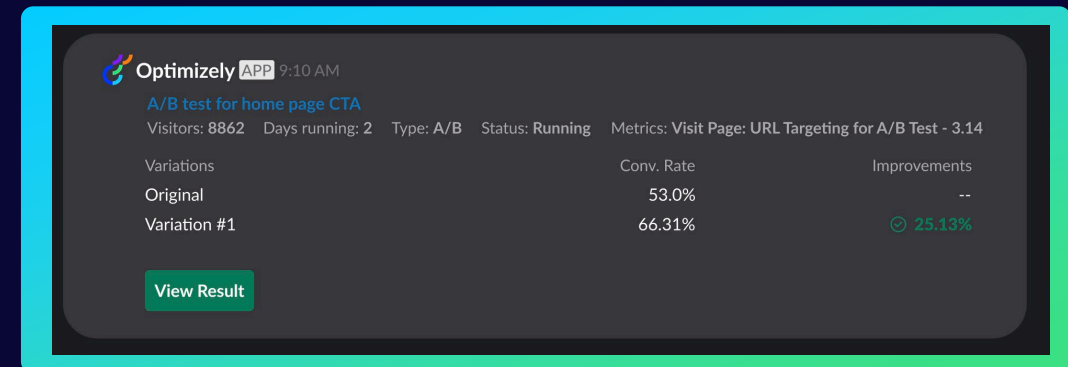 Optimizely APP 9:10 AM
A/B test for home page CTA
Visitors: 8862 Days running: 2 Type: A/B Status: Running Metrics: Visit Page: URL Targeting for A/B Test - 3.14
Variations Conv. Rate Improvements
Original 53.0% --
Variation #1 66.31% 25.13%
View Result